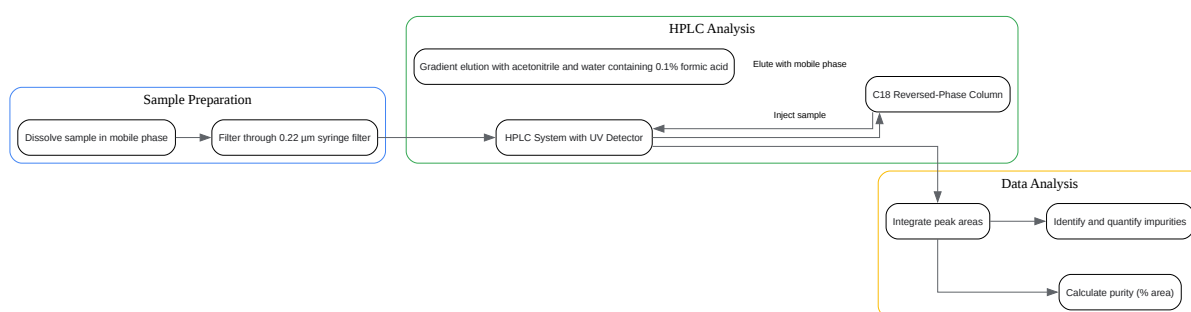 HPLC Analysis
Gradient elution with acetonitrile and water containing 0.1% formic acid
Elute with mobile phase
C18 Reversed-Phase Column
Inject sample
HPLC System with UV Detector
Sample Preparation
Dissolve sample in mobile phase
Filter through 0.22 µm syringe filter
Data Analysis
Integrate peak areas
Identify and quantify impurities
Calculate purity (% area)